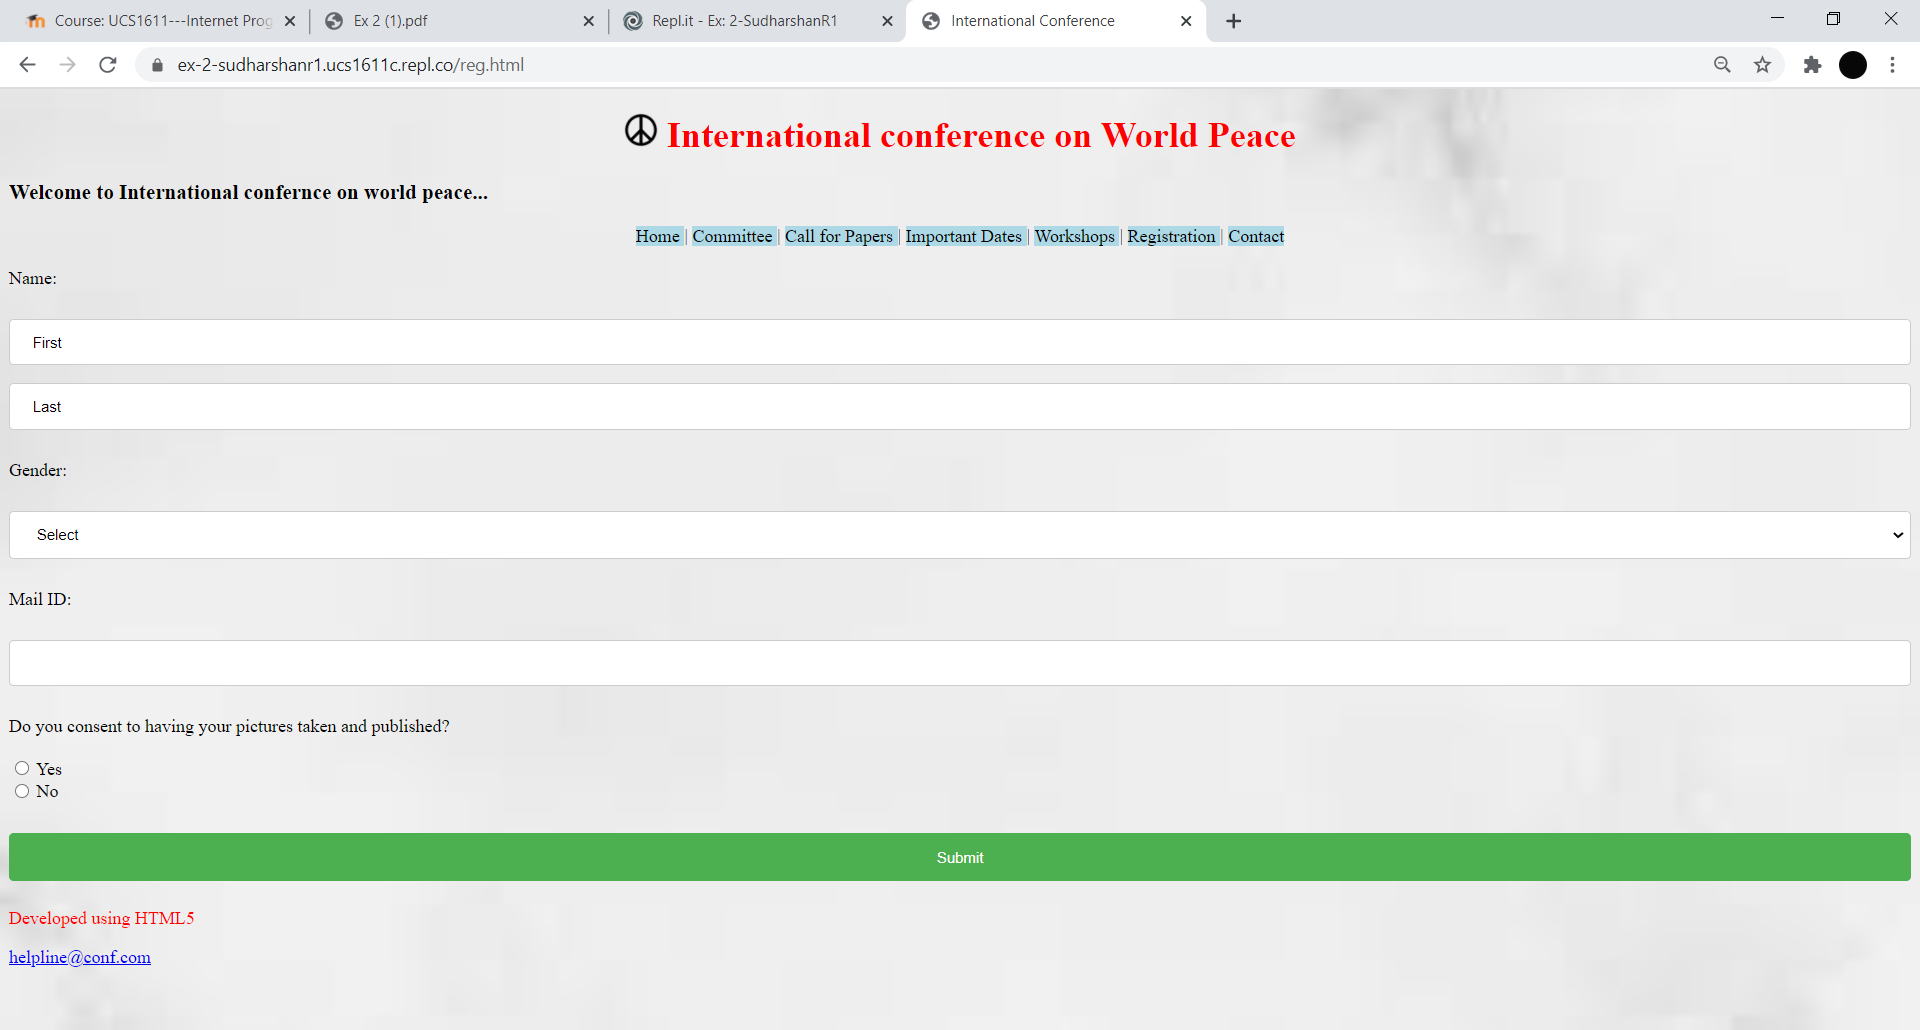 Course: UCS1611---Internet Prog
Ex 2 (1).pdf
Repl.it - Ex: 2-SudharshanR1
International Conference
ex-2-sudharshanr1.ucs1611c.repl.co/reg.html
International conference on World Peace
Welcome to International confernce on world peace...
Home | Committee | Call for Papers | Important Dates | Workshops | Registration | Contact
Name:
First
Last
Gender:
Select
Mail ID:
Do you consent to having your pictures taken and published?
Yes
No
Submit
Developed using HTML5
helpline@conf.com